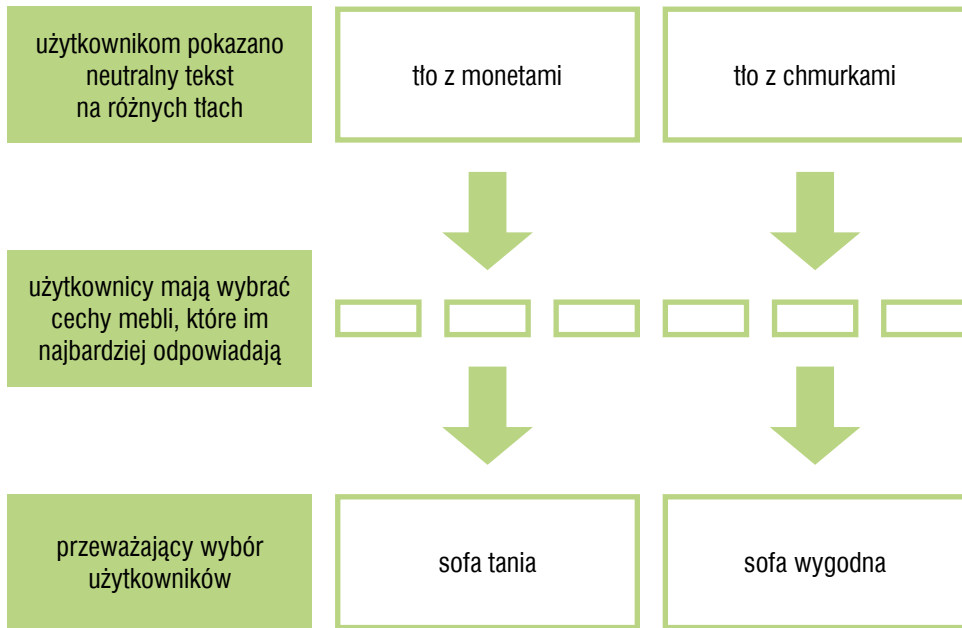 użytkownikom pokazano
neutralny tekst
na różnych tłach
tło z monetami
tło z chmurkami
użytkownicy mają wybrać
cechy mebli, które im
najbardziej odpowiadają
przeważający wybór
użytkowników
sofa tania
sofa wygodna